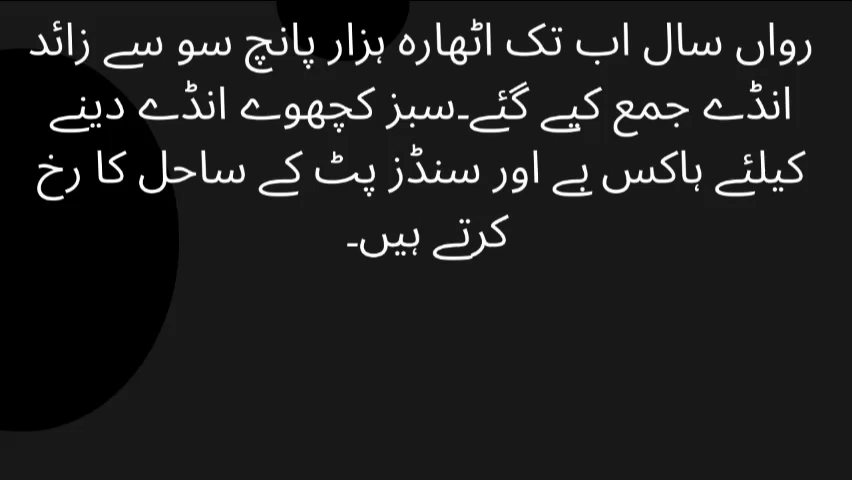 رواں سال اب تک اٹھارہ ہزار پانچ سو سے زائد
انڈے جمع کیے گئے۔سبز کچھوے انڈے دینے
کیلئے ہاکس بے اور سنڈز پٹ کے ساحل کا رخ
کرتے ہیں۔